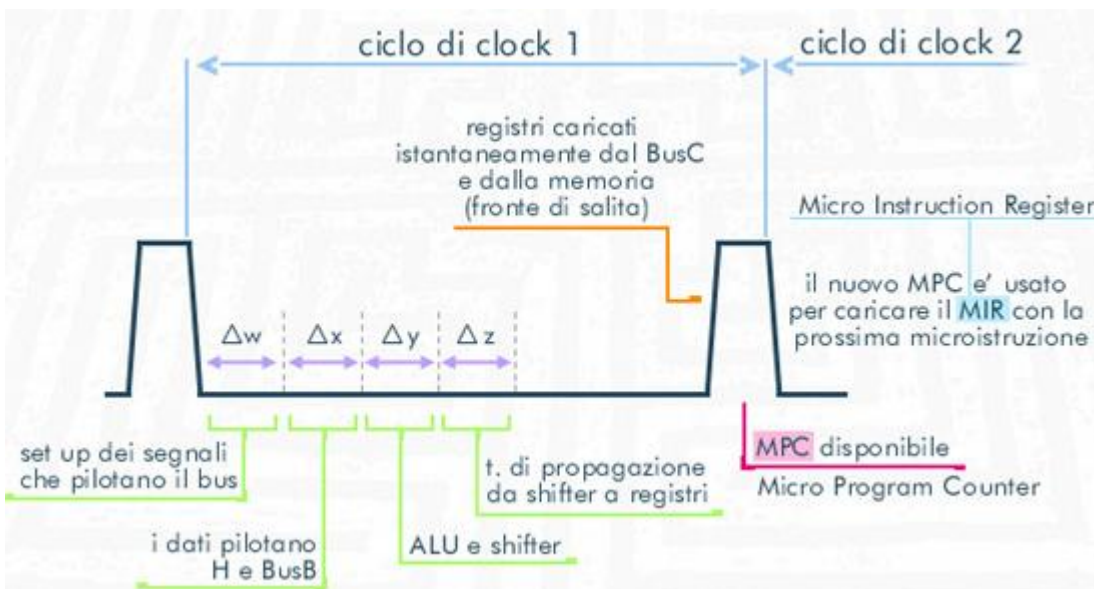 ciclo di clock 1
ciclo di clock 2
registri caricati
istantaneamente dal BusC
e dalla memoria
(fronte di salita)
Micro Instruction Register
il nuovo MPC e' usato
per caricare il MIR con la
prossima microistruzione
Δw
Δx
Δy
Δz
set up dei segnali
che pilotano il bus
i dati pilotano
H e BusB
ALU e shifter
t. di propagazione
da shifter a registri
MPC disponibile
Micro Program Counter